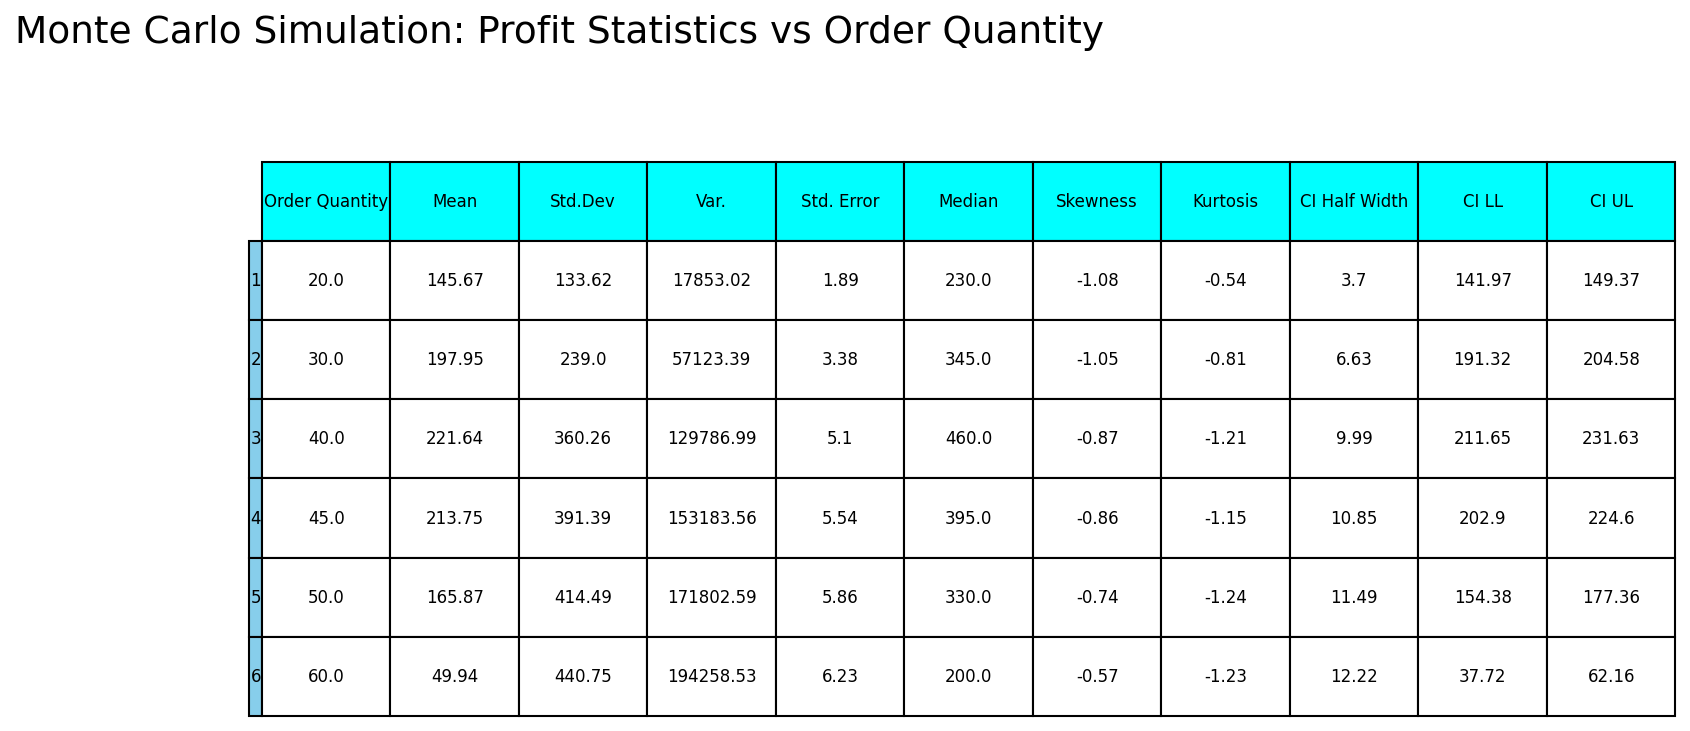 Monte Carlo Simulation: Profit Statistics vs Order Quantity
Order Quantity Mean Std.Dev Var. Std. Error Median Skewness Kurtosis CI Half Width CI LL CI UL
1 20.0 145.67 133.62 17853.02 1.89 230.0 -1.08 -0.54 3.7 141.97 149.37
2 30.0 197.95 239.0 57123.39 3.38 345.0 -1.05 -0.81 6.63 191.32 204.58
3 40.0 221.64 360.26 129786.99 5.1 460.0 -0.87 -1.21 9.99 211.65 231.63
4 45.0 213.75 391.39 153183.56 5.54 395.0 -0.86 -1.15 10.85 202.9 224.6
5 50.0 165.87 414.49 171802.59 5.86 330.0 -0.74 -1.24 11.49 154.38 177.36
6 60.0 49.94 440.75 194258.53 6.23 200.0 -0.57 -1.23 12.22 37.72 62.16